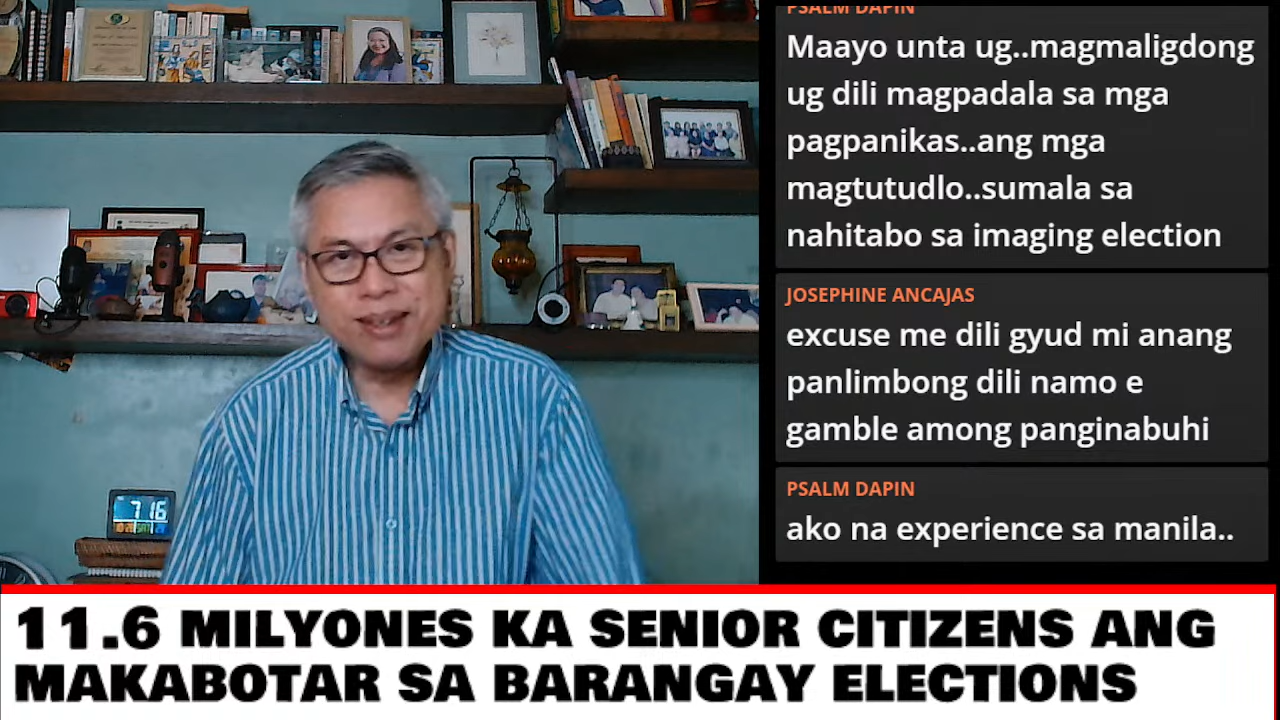 PSALM DAPIN
Maayo unta ug..magmaligdong
ug dili magpadala sa mga
pagpanikas..ang mga
magtutudlo..sumala sa
nahitabo sa imaging election
JOSEPHINE ANCAJAS
excuse me dili gyud mi anang
panlimbong dili namo e
gamble among panginabuhi
PSALM DAPIN
ako na experience sa manila..
7 16
11.6 MILYONES KA SENIOR CITIZENS ANG
MAKABOTAR SA BARANGAY ELECTIONS